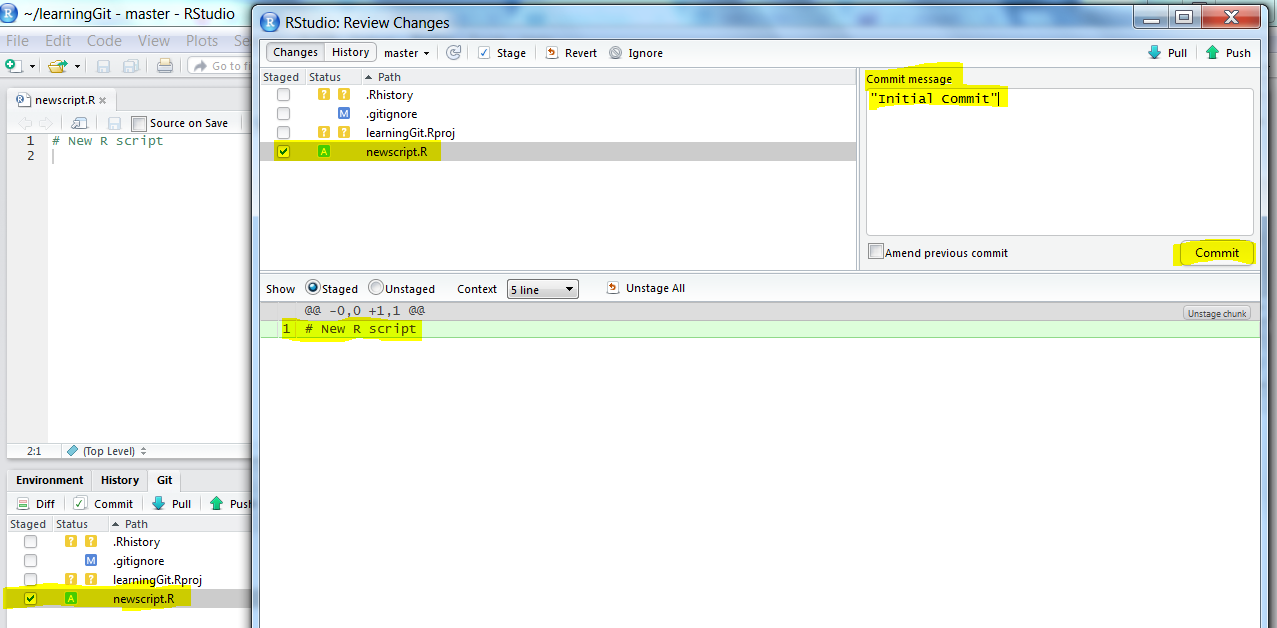 ~/learningGit - master - RStudio
File Edit Code View Plots Se
Go to fi
newscript.R
Source on Save
1 # New R script
2
2:1 (Top Level)
Environment History Git
Diff Commit Pull Push
Staged Status Path
? ? .Rhistory
M .gitignore
? ? learningGit.Rproj
A newscript.R
RStudio: Review Changes
Changes History master Stage Revert Ignore Pull Push
Staged Status Path
? ? .Rhistory
M .gitignore
? ? learningGit.Rproj
A newscript.R
Commit message
"Initial Commit"
Amend previous commit
Commit
Show Staged Unstaged Context 5 line Unstage All
@@ -0,0 +1,1 @@
Unstage chunk
1 # New R script